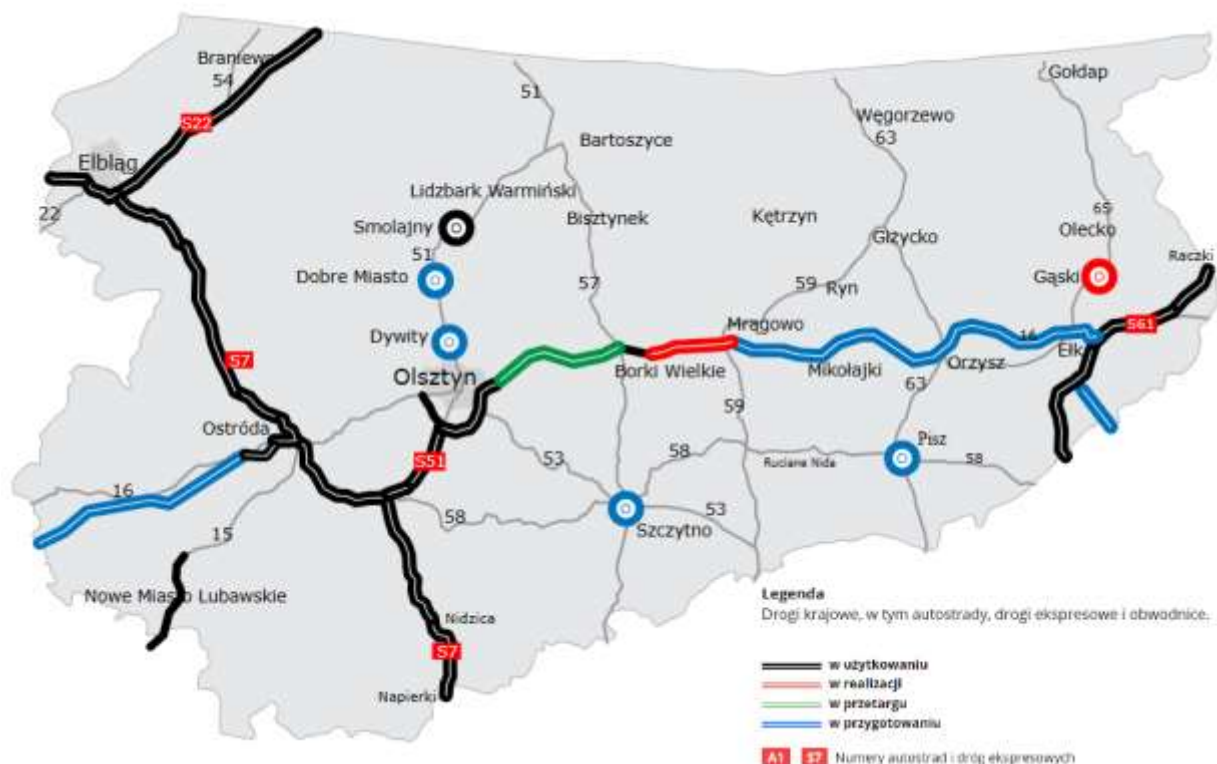 Braniewo
54
51
Gołdap
S22
Węgorzewo
63
Bartoszyce
Elbląg
Lidzbark Warmiński
22
Smolajny
Bisztynek
Kętrzyn
65
Olecko
51
Giżycko
Raczki
Dobre Miasto
57
59
Ryn
Gąski
Dywity
Mrągowo
S61
16
S7
Olsztyn
Borki Wielkie
Mikołajki
Orzysz
Ełk
63
Ostróda
59
Pisz
S51
53
58
Ruciane Nida
58
16
58
53
Szczytno
15
Nowe Miasto Lubawskie
Nidzica
S7
Napierki
Legenda
Drogi krajowe, w tym autostrady, drogi ekspresowe i obwodnice.
w użytkowaniu
w realizacji
w przetargu
w przygotowaniu
A1 S7 Numery autostrad i dróg ekspresowych